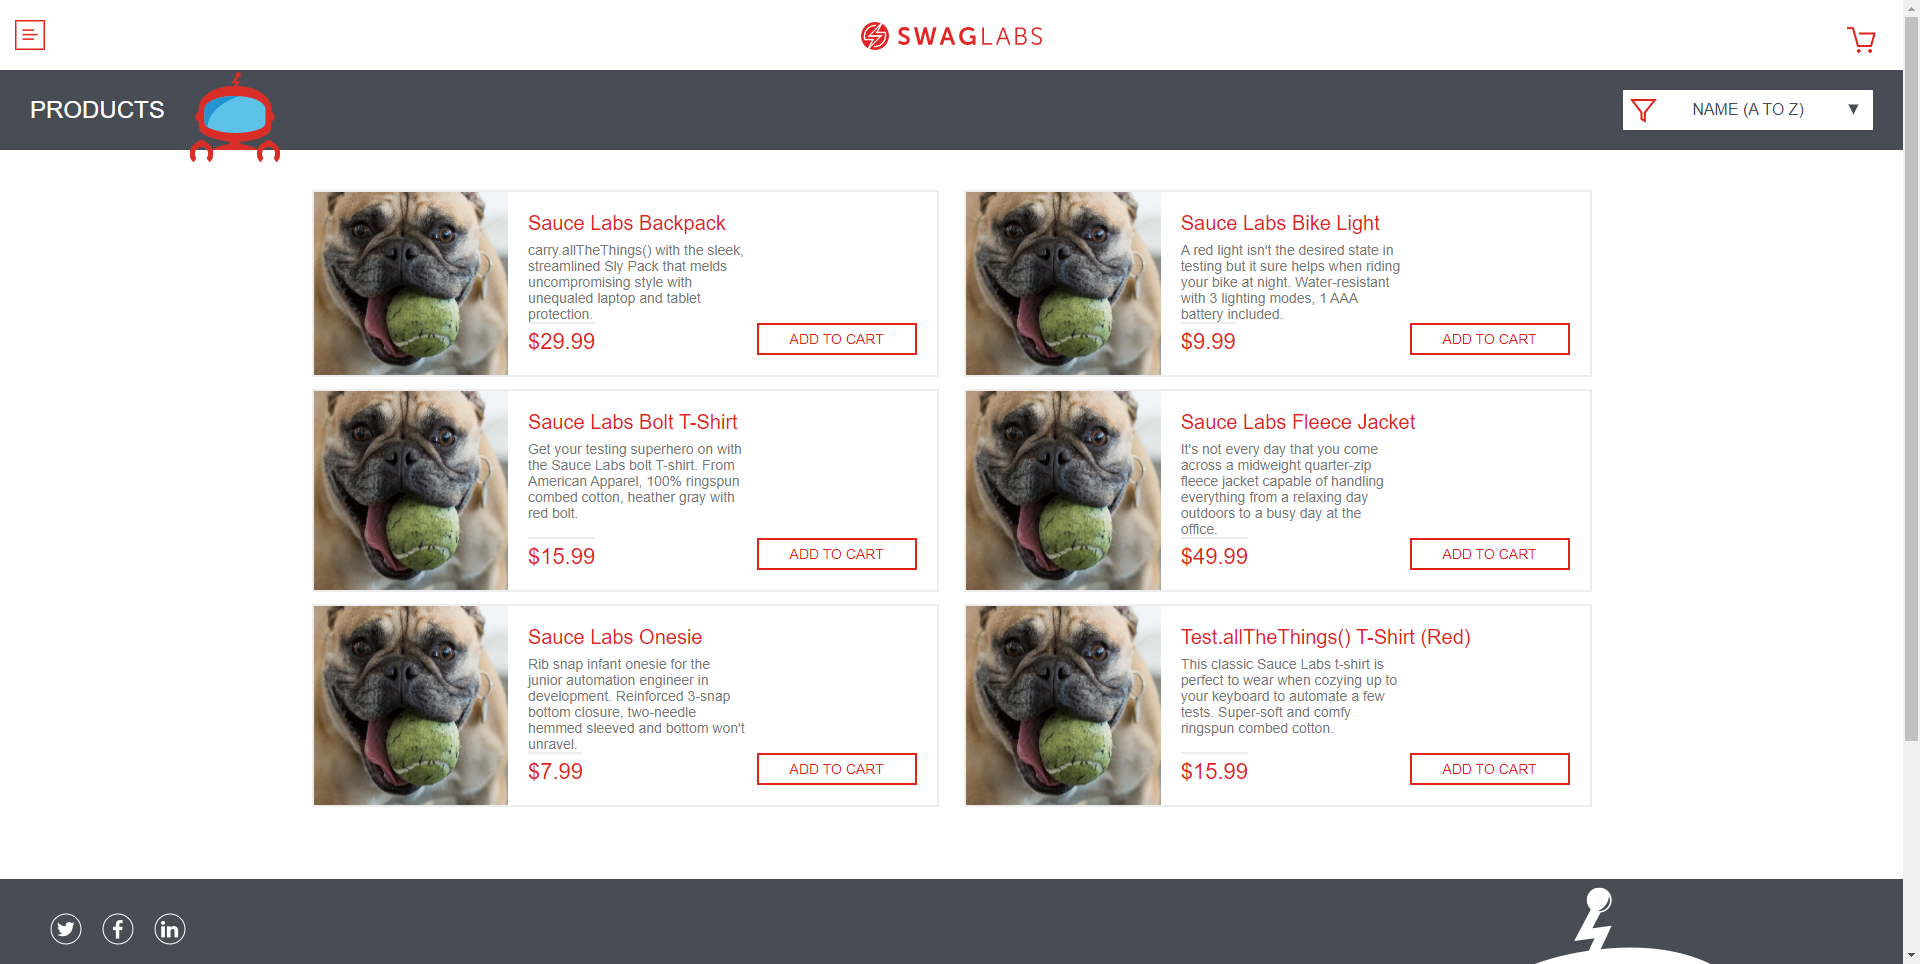 SWAGLABS
PRODUCTS
NAME (A TO Z)
Sauce Labs Backpack
carry.allTheThings() with the sleek,
streamlined Sly Pack that melds
uncompromising style with
unequaled laptop and tablet
protection.
$29.99
ADD TO CART
Sauce Labs Bike Light
A red light isn't the desired state in
testing but it sure helps when riding
your bike at night. Water-resistant
with 3 lighting modes, 1 AAA
battery included.
$9.99
ADD TO CART
Sauce Labs Bolt T-Shirt
Get your testing superhero on with
the Sauce Labs bolt T-shirt. From
American Apparel, 100% ringspun
combed cotton, heather gray with
red bolt.
$15.99
ADD TO CART
Sauce Labs Fleece Jacket
It's not every day that you come
across a midweight quarter-zip
fleece jacket capable of handling
everything from a relaxing day
outdoors to a busy day at the
office.
$49.99
ADD TO CART
Sauce Labs Onesie
Rib snap infant onesie for the
junior automation engineer in
development. Reinforced 3-snap
bottom closure, two-needle
hemmed sleeved and bottom won't
unravel.
$7.99
ADD TO CART
Test.allTheThings() T-Shirt (Red)
This classic Sauce Labs t-shirt is
perfect to wear when cozying up to
your keyboard to automate a few
tests. Super-soft and comfy
ringspun combed cotton.
$15.99
ADD TO CART